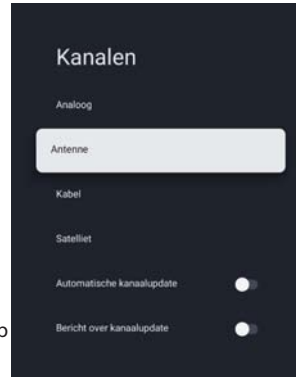 Kanalen
Analoog
Antenne
Kabel
Satelliet
Automatische kanaalupdate
Bericht over kanaalupdate